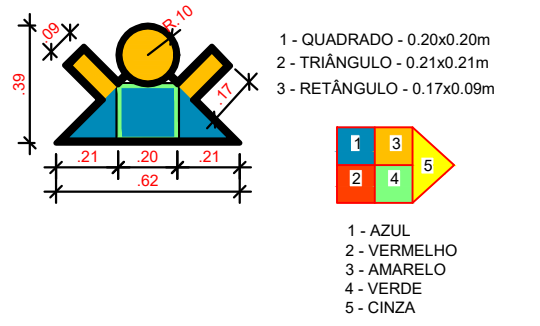 .09
R.10
.39
.17
.21 .20 .21
.62
1 - QUADRADO - 0.20x0.20m
2 - TRIÂNGULO - 0.21x0.21m
3 - RETÂNGULO - 0.17x0.09m
1 3
5
2 4
1 - AZUL
2 - VERMELHO
3 - AMARELO
4 - VERDE
5 - CINZA